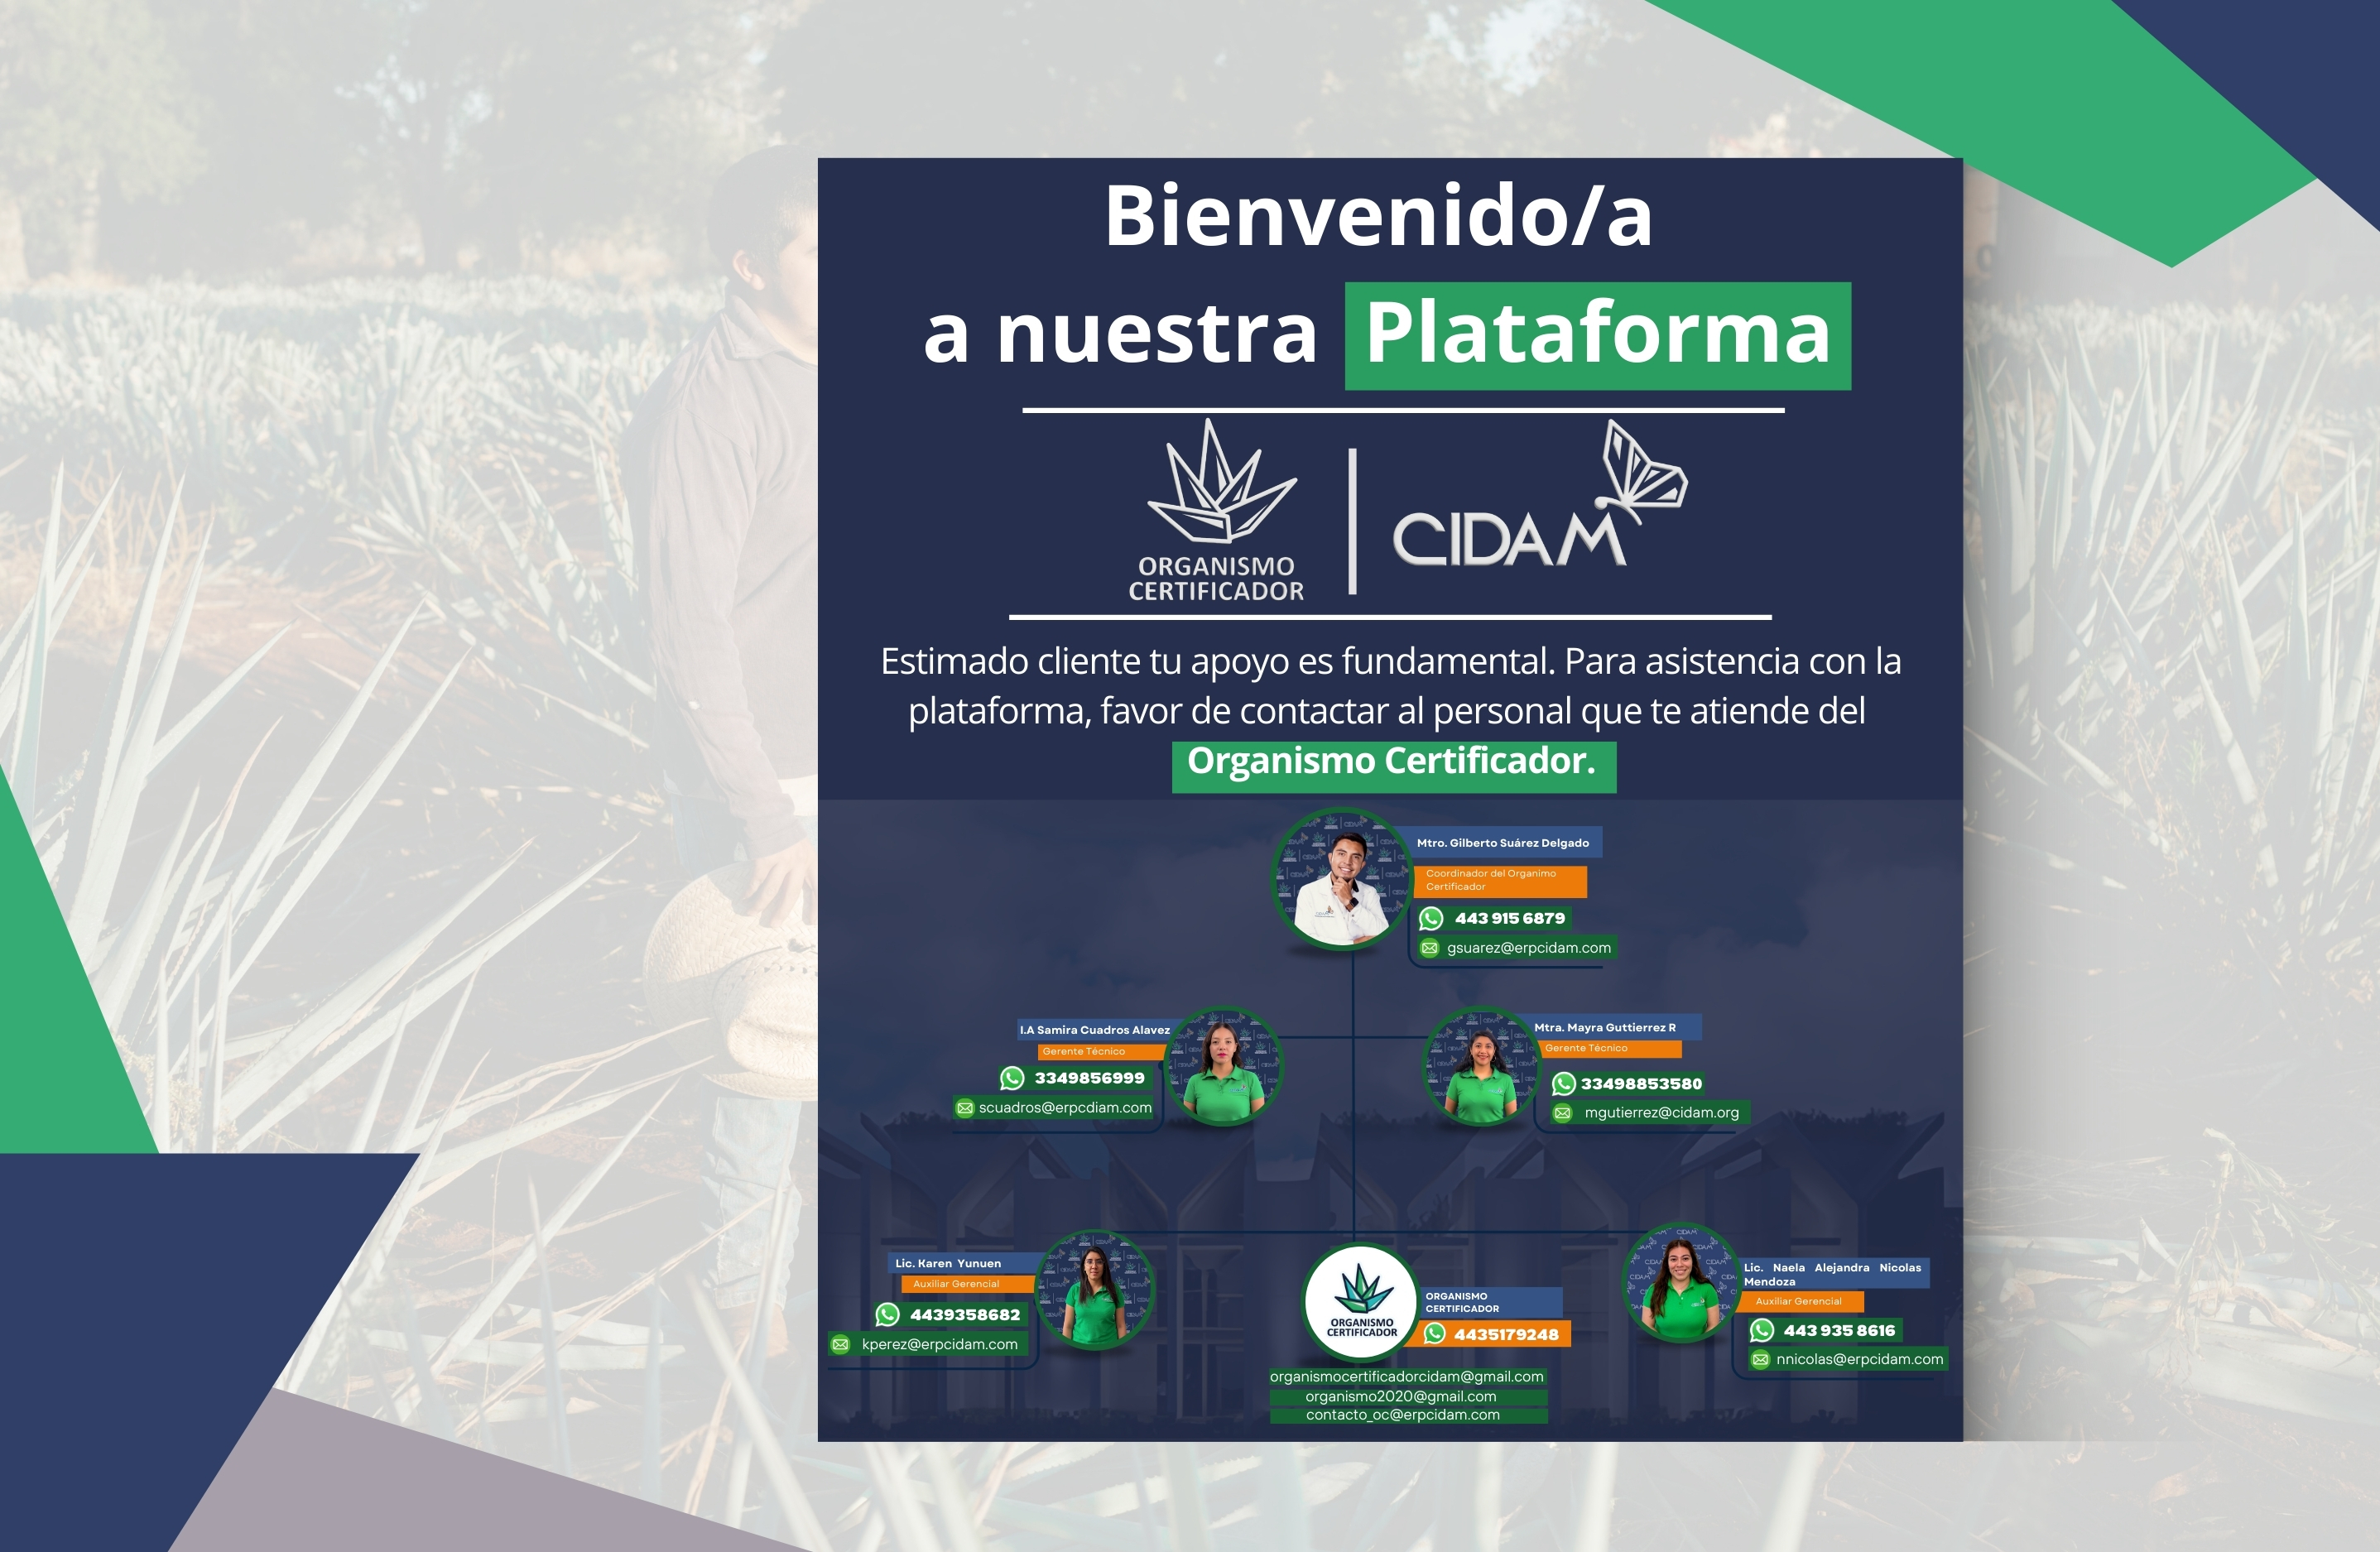 Bienvenido/a
a nuestra Plataforma
ORGANISMO
CERTIFICADOR
CIDAM
Estimado cliente tu apoyo es fundamental. Para asistencia con la
plataforma, favor de contactar al personal que te atiende del
Organismo Certificador.
Mtro. Gilberto Suárez Delgado
Coordinador del Organimo
Certificador
443 915 6879
gsuarez@erpcidam.com
I.A Samira Cuadros Alavez
Gerente Técnico
3349856999
scuadros@erpcdiam.com
Mtra. Mayra Guttierrez R
Gerente Técnico
33498853580
mgutierrez@cidam.org
Lic. Karen Yunuen
Auxiliar Gerencial
4439358682
kperez@erpcidam.com
ORGANISMO
CERTIFICADOR
ORGANISMO
CERTIFICADOR
4435179248
organismocertificadorcidam@gmail.com
organismo2020@gmail.com
contacto_oc@erpcidam.com
Lic. Naela Alejandra Nicolas
Mendoza
Auxiliar Gerencial
443 935 8616
nnicolas@erpcidam.com